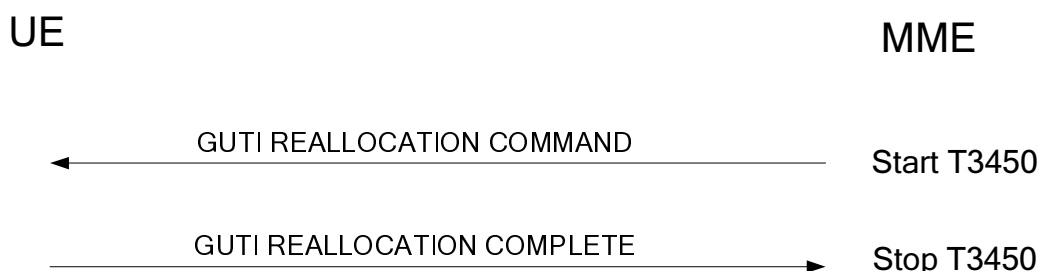 UE
MME
GUTI REALLOCATION COMMAND
Start T3450
GUTI REALLOCATION COMPLETE
Stop T3450